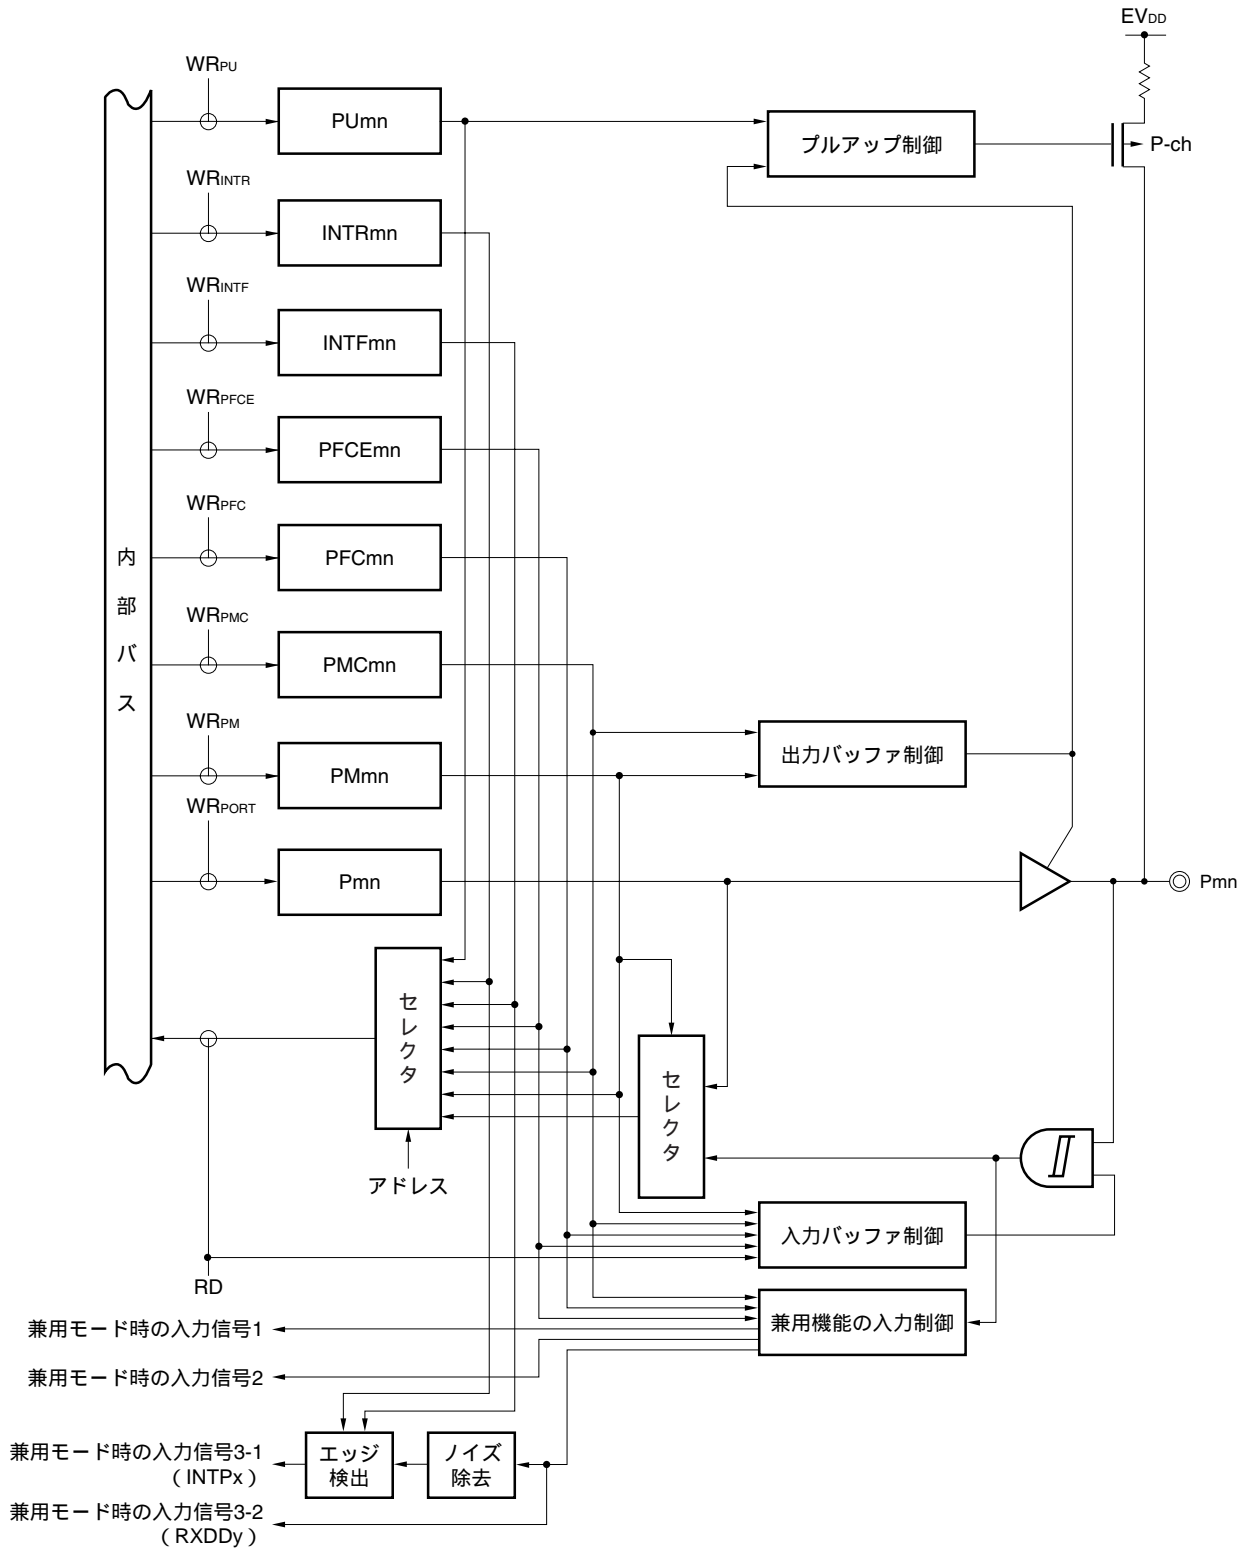 EVDD
WRPU
PUmn
プルアップ制御
P-ch
WRINTR
INTRmn
WRINTF
INTFmn
WRPFCE
PFCEmn
WRPFC
PFCmn
内部バス
WRPMC
PMCmn
WRPM
PMmn
出力バッファ制御
WRPORT
Pmn
Pmn
セレクタ
セレクタ
アドレス
入力バッファ制御
RD
兼用機能の入力制御
兼用モード時の入力信号1
兼用モード時の入力信号2
兼用モード時の入力信号3-1
（INTPx）
エッジ
検出
ノイズ
除去
兼用モード時の入力信号3-2
（RXDDy）